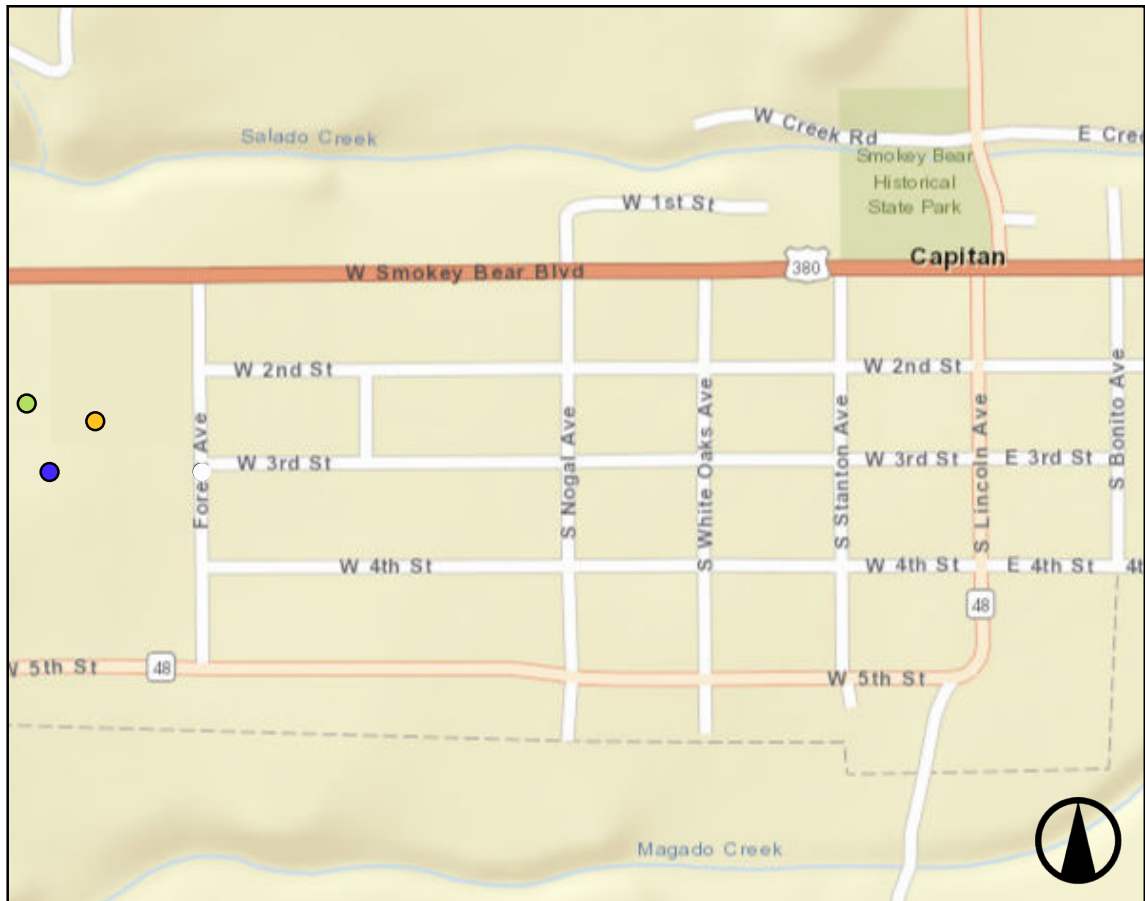 Salado Creek
W Creek Rd
E Cree
Smokey Bear
Historical
State Park
W 1st St
Capitan
W Smokey Bear Blvd
380
W 2nd St
W 2nd St
Fore Ave
S Nogal Ave
S White Oaks Ave
S Stanton Ave
S Lincoln Ave
S Bonito Ave
W 3rd St
W 3rd St
E 3rd St
W 4th St
W 4th St
E 4th St
4t
48
W 5th St
48
W 5th St
Magado Creek